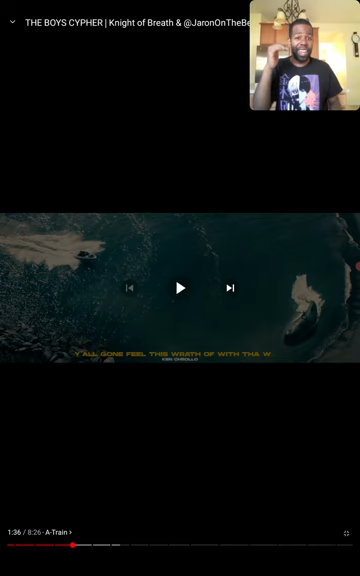 THE BOYS CYPHER | Knight of Breath & @JaronOnTheBe
Y'ALL GONE FEEL THIS WRATH OF WITH THA W
KEN CHROLLO
1:36 / 8:26 · A-Train >